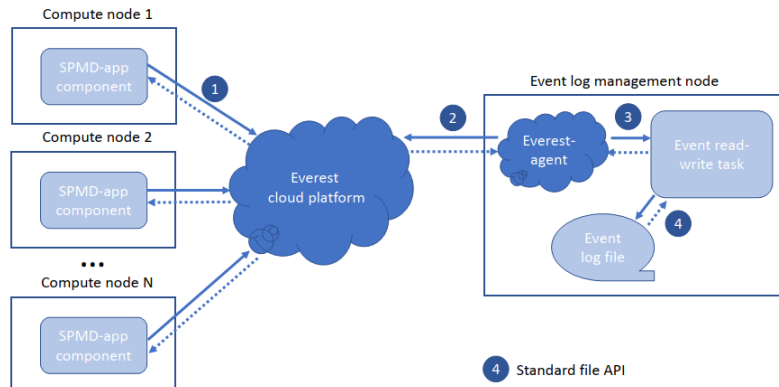 Compute node 1
SPMD-app
component
1
Compute node 2
SPMD-app
component
...
Compute node N
SPMD-app
component
Everest
cloud platform
2
Event log management node
Everest-
agent
3
Event read-
write task
4
Event
log file
4 Standard file API